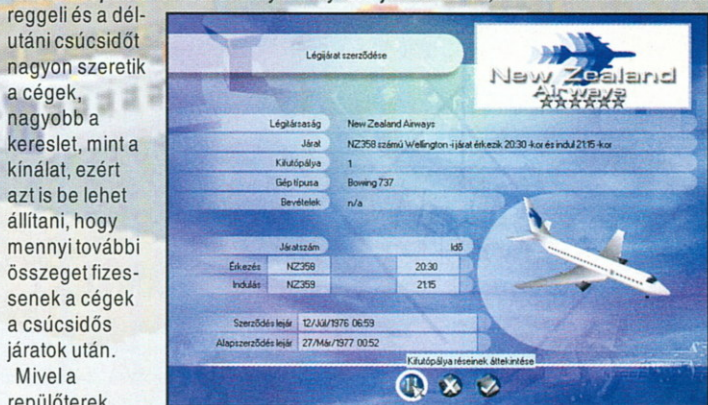 reggeli és a dél-
utáni csúcsidőt
nagyon szeretik
a cégek,
nagyobb a
kereslet, mint a
kínálat, ezért
azt is be lehet
állítani, hogy
mennyi további
összeget fizes-
senek a cégek
a csúcsidős
járatok után.
Mivel a
repülőterek
Légijárat szerződése
New Zealand
Airways
Légitársaság New Zealand Airways
Járat NZ358 számú Wellington -i járat érkezik 20:30 -kor és indul 21:15 -kor
Kifutópálya 1
Gép típusa Bowing 737
Bevételek n/a
Járatszám Idő
Érkezés NZ358 20:30
Indulás NZ359 21:15
Szerződés lejár 12/Júl/1976 06:59
Alapszerződés lejár 27/Már/1977 00:52
Kifutópálya réseinek áttekintése